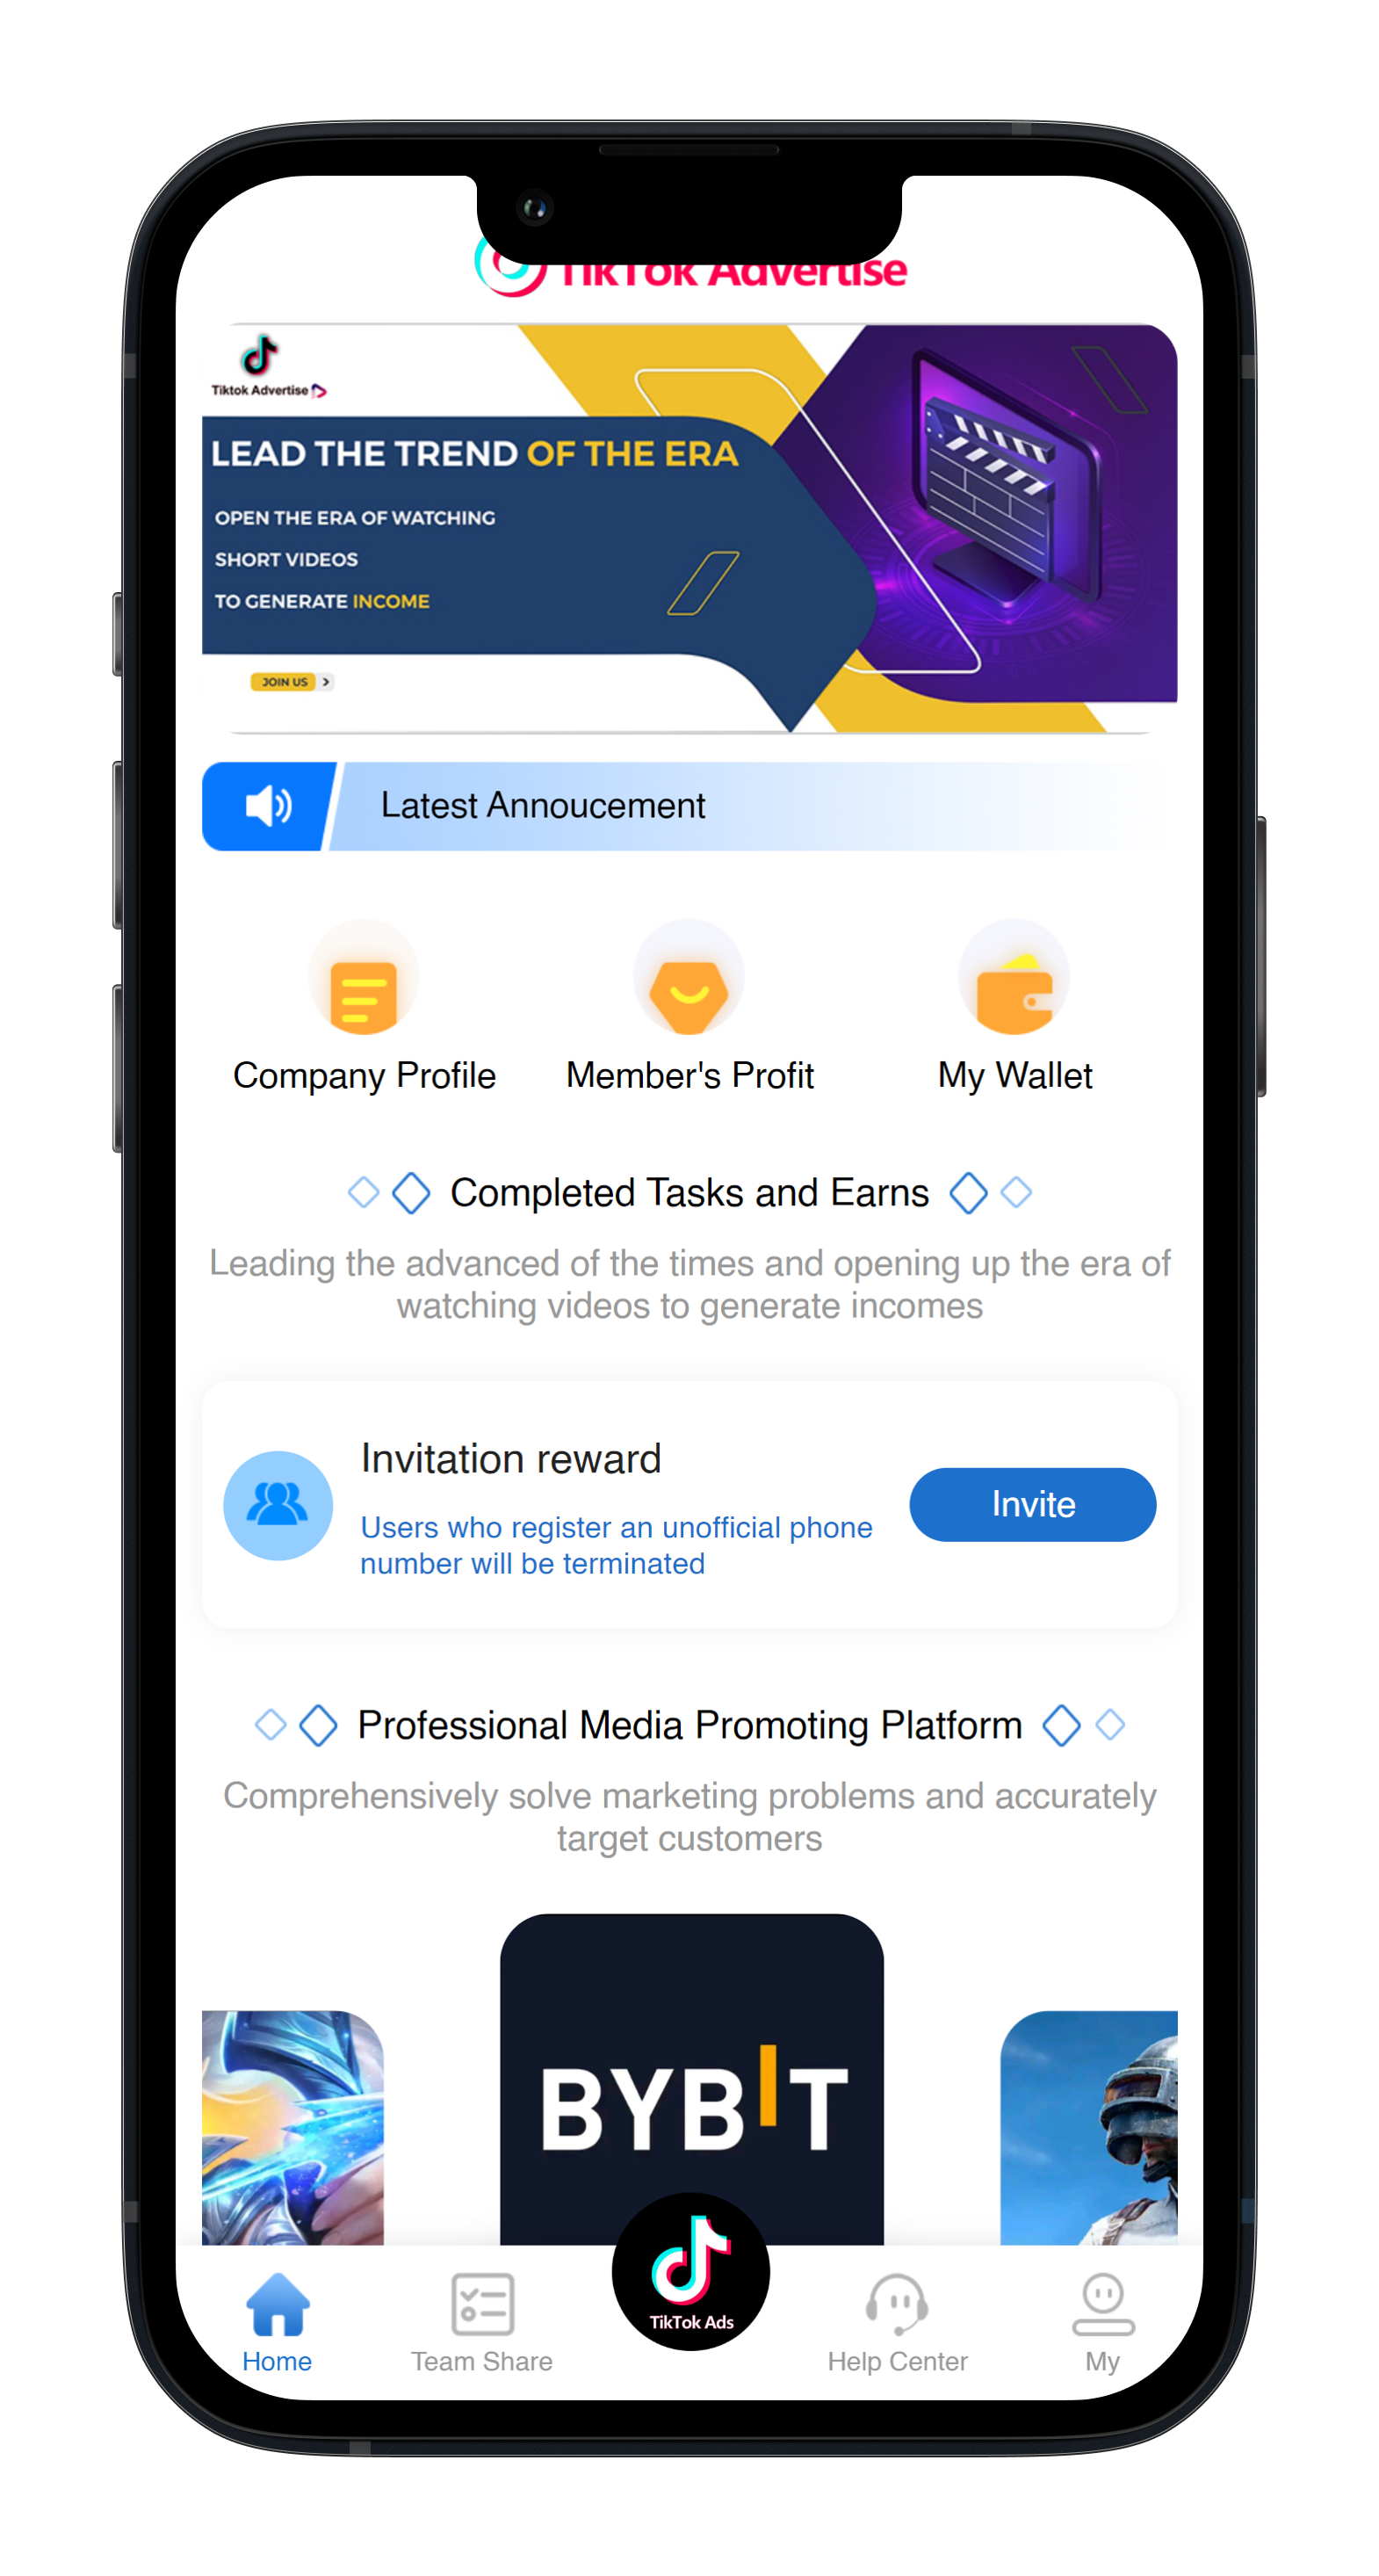 TikTok Advertise
Tiktok Advertise
LEAD THE TREND OF THE ERA
OPEN THE ERA OF WATCHING
SHORT VIDEOS
TO GENERATE INCOME
JOIN US
Latest Annoucement
Company Profile
Member's Profit
My Wallet
Completed Tasks and Earns
Leading the advanced of the times and opening up the era of
watching videos to generate incomes
Invitation reward
Users who register an unofficial phone
number will be terminated
Invite
Professional Media Promoting Platform
Comprehensively solve marketing problems and accurately
target customers
BYBIT
TikTok Ads
Home
Team Share
Help Center
My